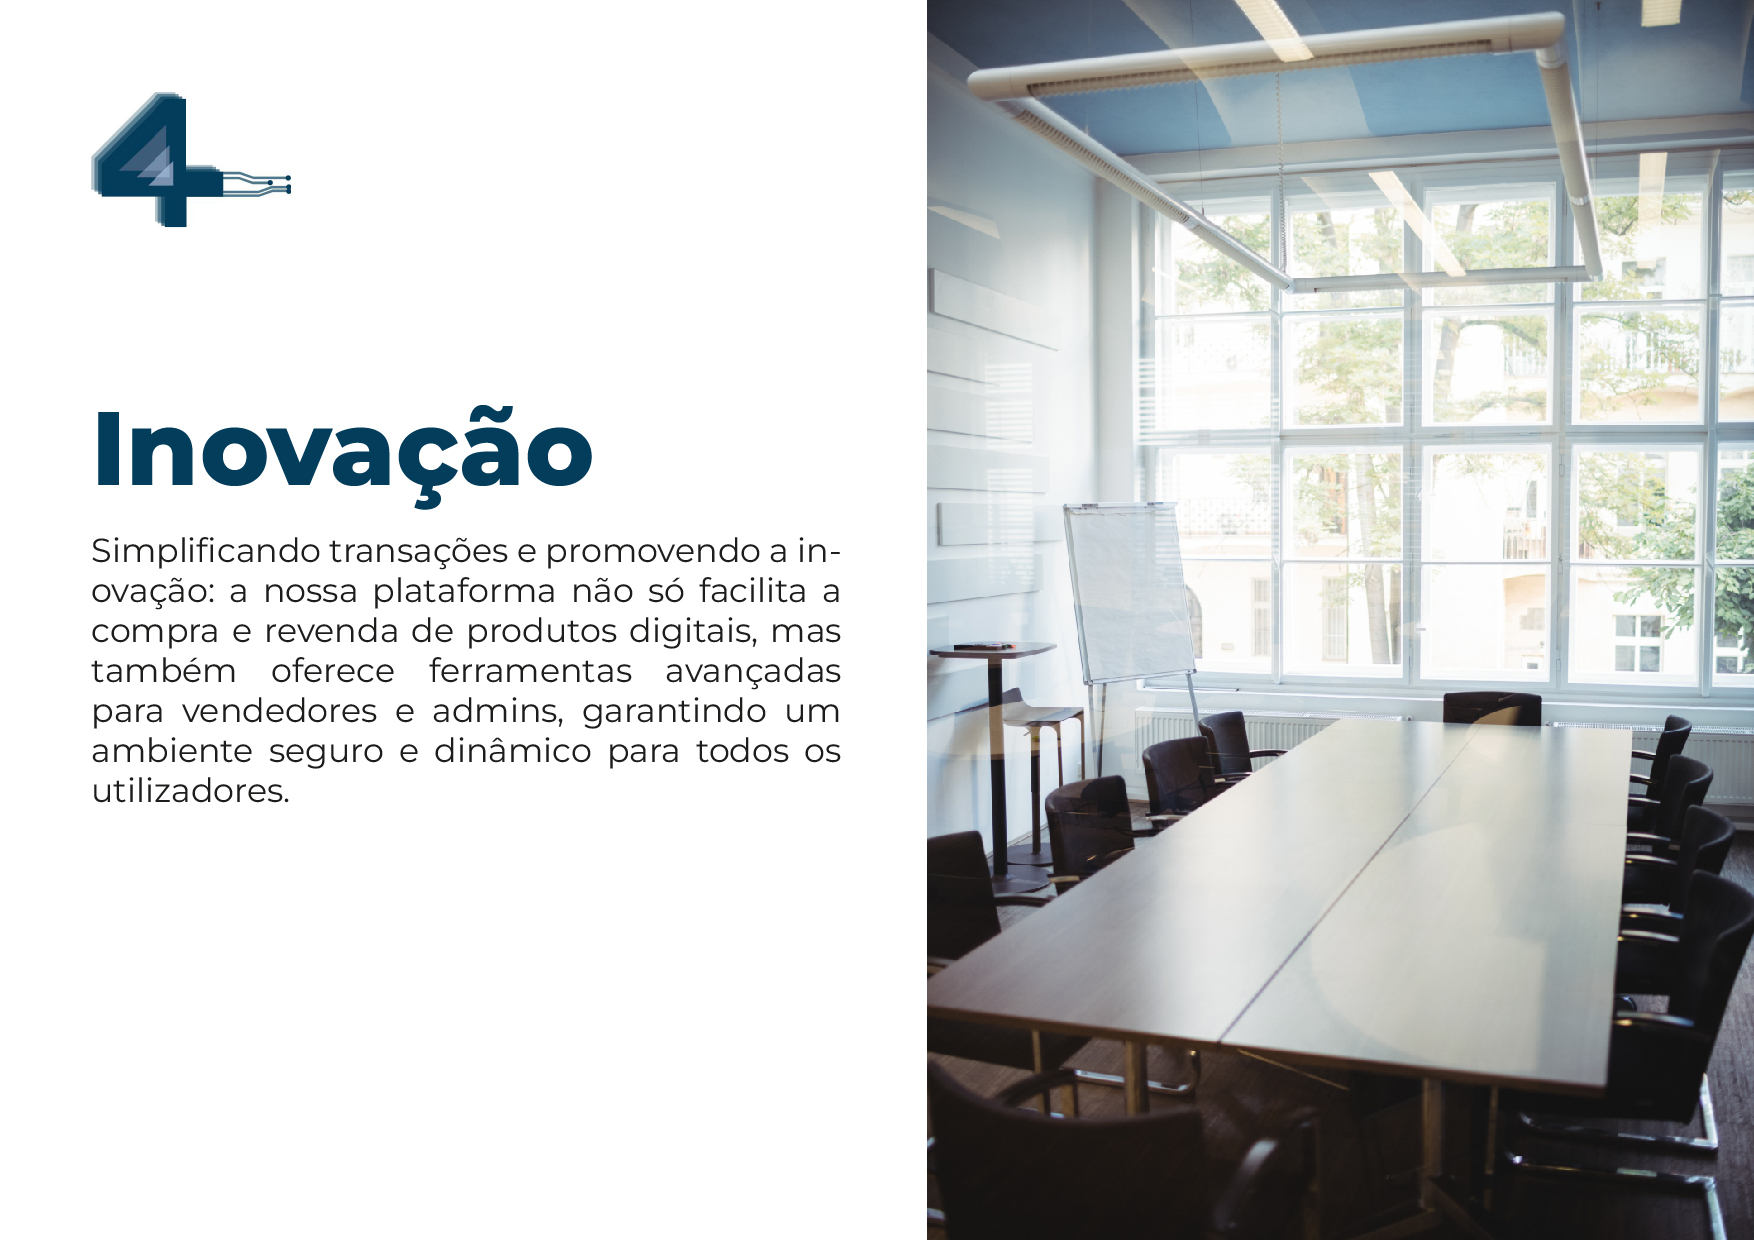 4
Inovação
Simplificando transações e promovendo a in-
ovação: a nossa plataforma não só facilita a
compra e revenda de produtos digitais, mas
também oferece ferramentas avançadas
para vendedores e admins, garantindo um
ambiente seguro e dinâmico para todos os
utilizadores.